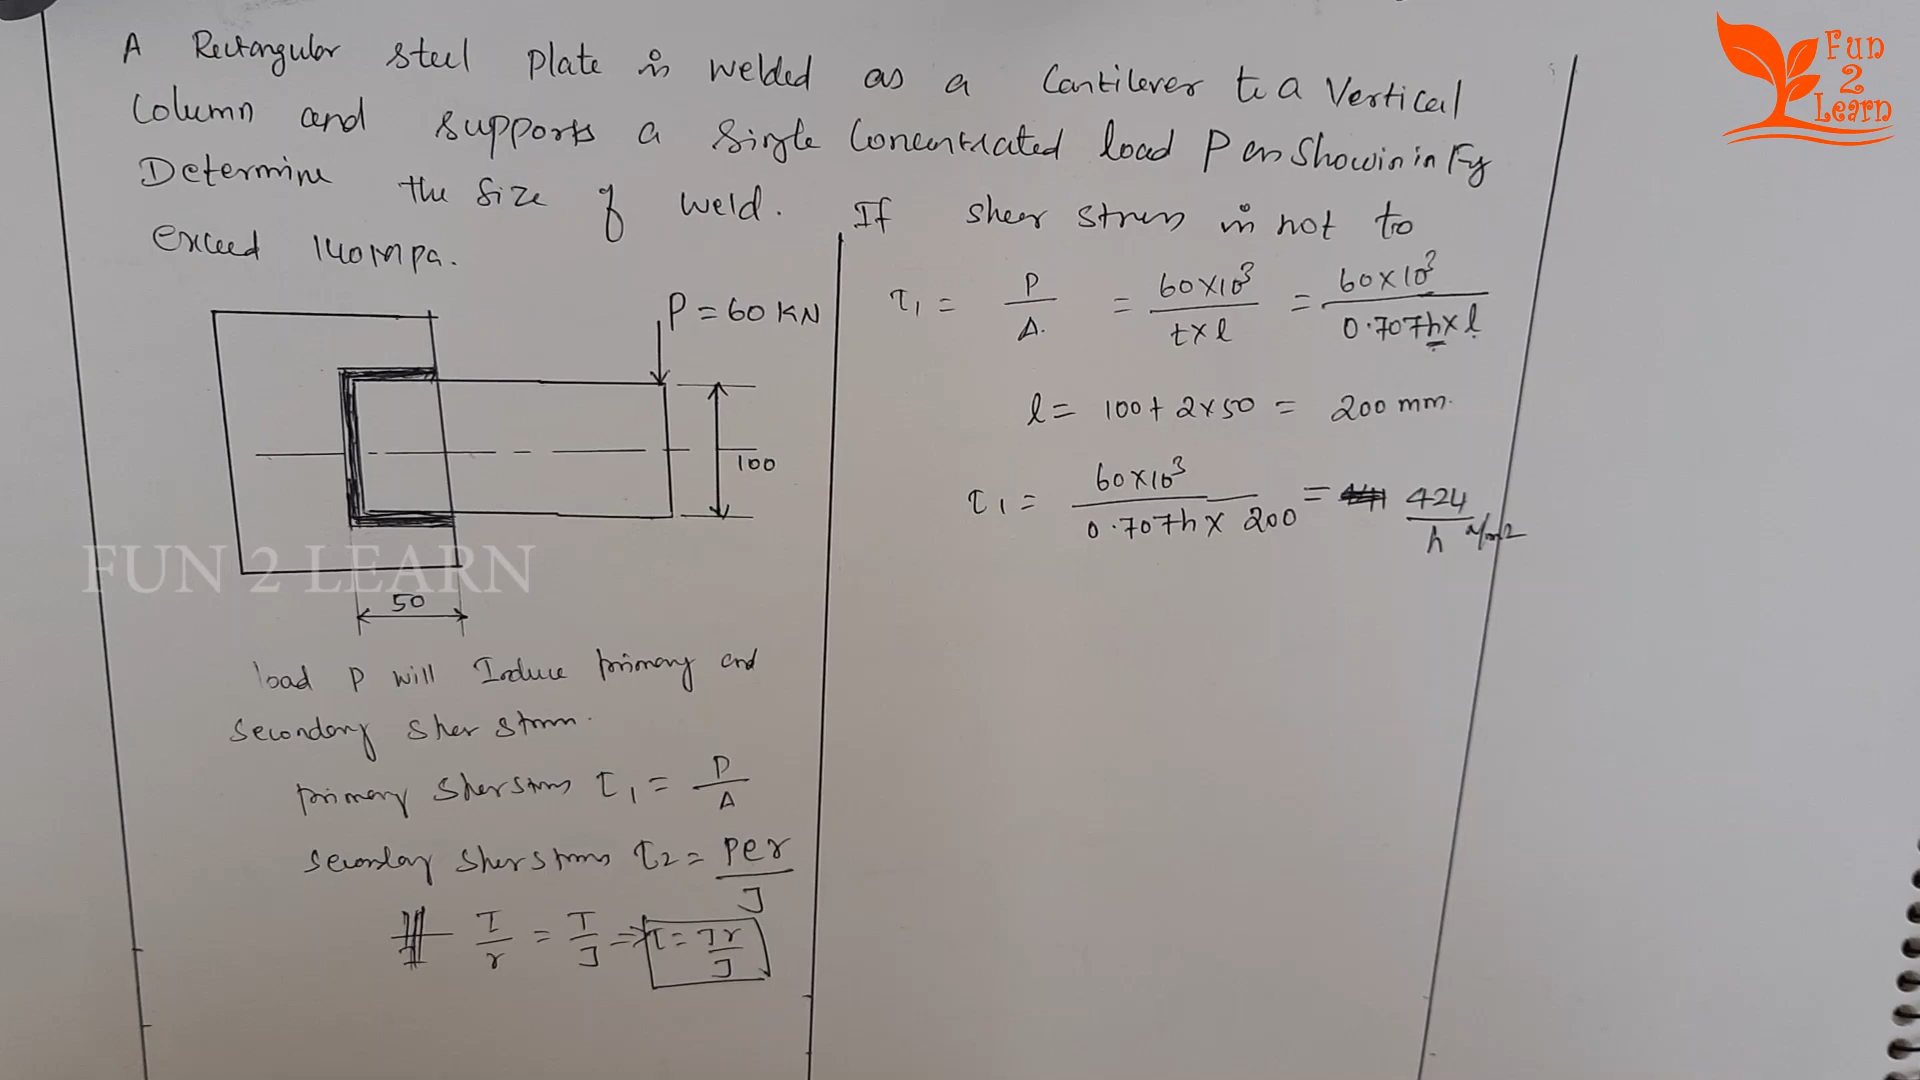 A Rectangular steel plate is welded as a Cantilever to a Vertical
Column and supports a single Concentrated load P as Shown in Fig
Determine the size of weld. If shear stress is not to
exceed 140 Mpa.
P = 60 KN
100
50
load P will Induce primary and
Secondary Shear Stress.
primary Shear stress τ1 = P/A
Secondary Shear stress τ2 = Per/J
τ/r = T/J ⇒ τ = Tr/J
τ1 = P/A. = 60×10³/t×l = 60×10³/0.707h×l
l = 100 + 2×50 = 200 mm.
τ1 = 60×10³/0.707h × 200 = 424/h N/mm2
Fun
2
Learn
FUN 2 LEARN